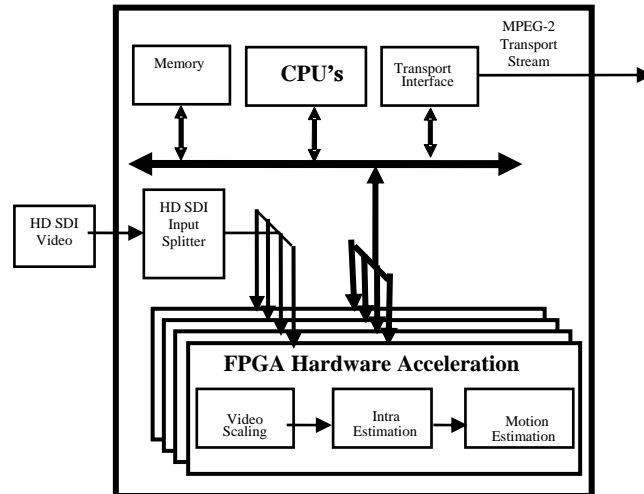 MPEG-2
Transport
Stream
Memory
CPU's
Transport
Interface
HD SDI
Video
HD SDI
Input
Splitter
FPGA Hardware Acceleration
Video
Scaling
Intra
Estimation
Motion
Estimation